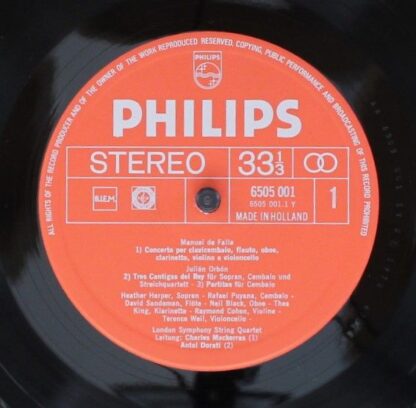 ALL RIGHTS OF THE RECORD PRODUCER AND OF THE OWNER OF THE WORK REPRODUCED RESERVED. COPYING, PUBLIC PERFORMANCE AND BROADCASTING OF THIS RECORD PROHIBITED
PHILIPS
PHILIPS
STEREO 33 1/3
B.I.E.M. 6505 001 1
6505 001.1 Y
MADE IN HOLLAND
Manuel de Falla
1) Concerto per clavicembalo, flauto, oboe,
clarinetto, violino e violoncello
Julián Orbón
2) Tres Cantigas del Rey für Sopran, Cembalo und
Streichquartett - 3) Partitas für Cembalo
Heather Harper, Sopran - Rafael Puyana, Cembalo -
David Sandeman, Flöte - Neil Black, Oboe - Thea
King, Klarinette - Raymond Cohen, Violine -
Terence Weil, Violoncello -
London Symphony String Quartet
Leitung: Charles Mackerras (1)
Antal Dorati (2)